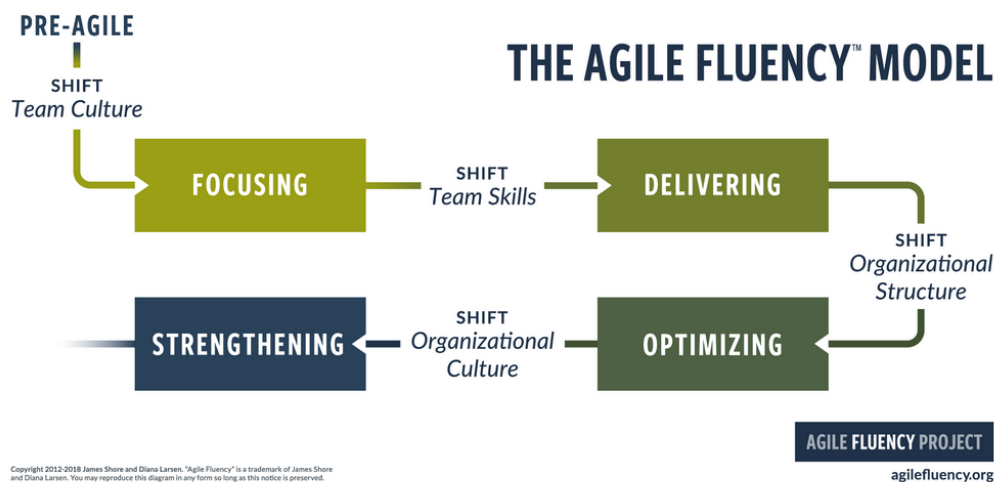 PRE-AGILE
SHIFT
Team Culture
THE AGILE FLUENCY™ MODEL
FOCUSING
SHIFT
Team Skills
DELIVERING
SHIFT
Organizational
Structure
OPTIMIZING
SHIFT
Organizational
Culture
STRENGTHENING
AGILE FLUENCY PROJECT
agilefluency.org
Copyright 2012-2018 James Shore and Diana Larsen. "Agile Fluency" is a trademark of James Shore
and Diana Larsen. You may reproduce this diagram in any form so long as this notice is preserved.